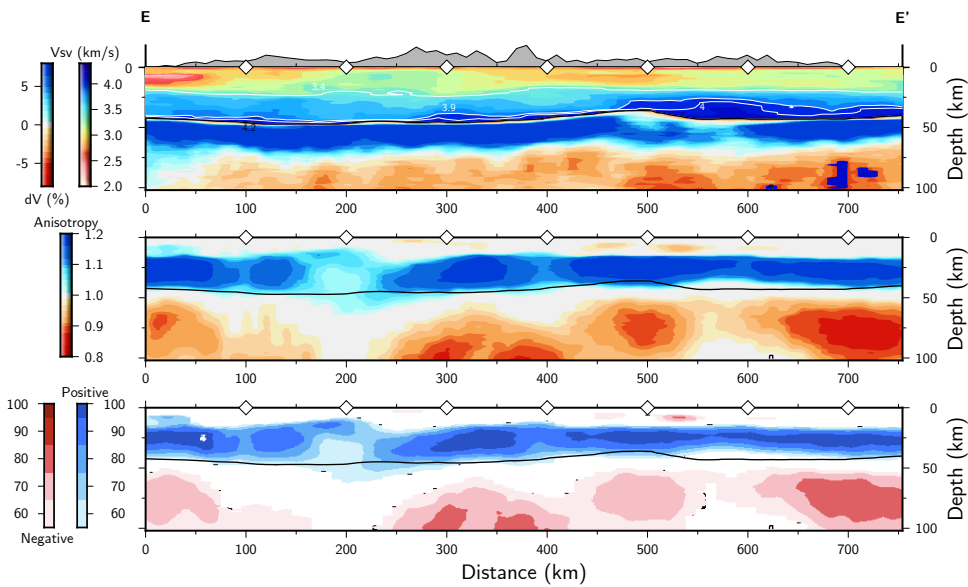 E E'
Vsv (km/s)
5 0 -5
4.0 3.5 3.0 2.5 2.0
dV (%)
3.4 3.9 4 4.2
0 50 100
Depth (km)
0 100 200 300 400 500 600 700
Anisotropy
1.2 1.1 1.0 0.9 0.8
0 50 100
Depth (km)
0 100 200 300 400 500 600 700
Positive
100 90 80 70 60
100 90 80 70 60
Negative
0 50 100
Depth (km)
0 100 200 300 400 500 600 700
Distance (km)